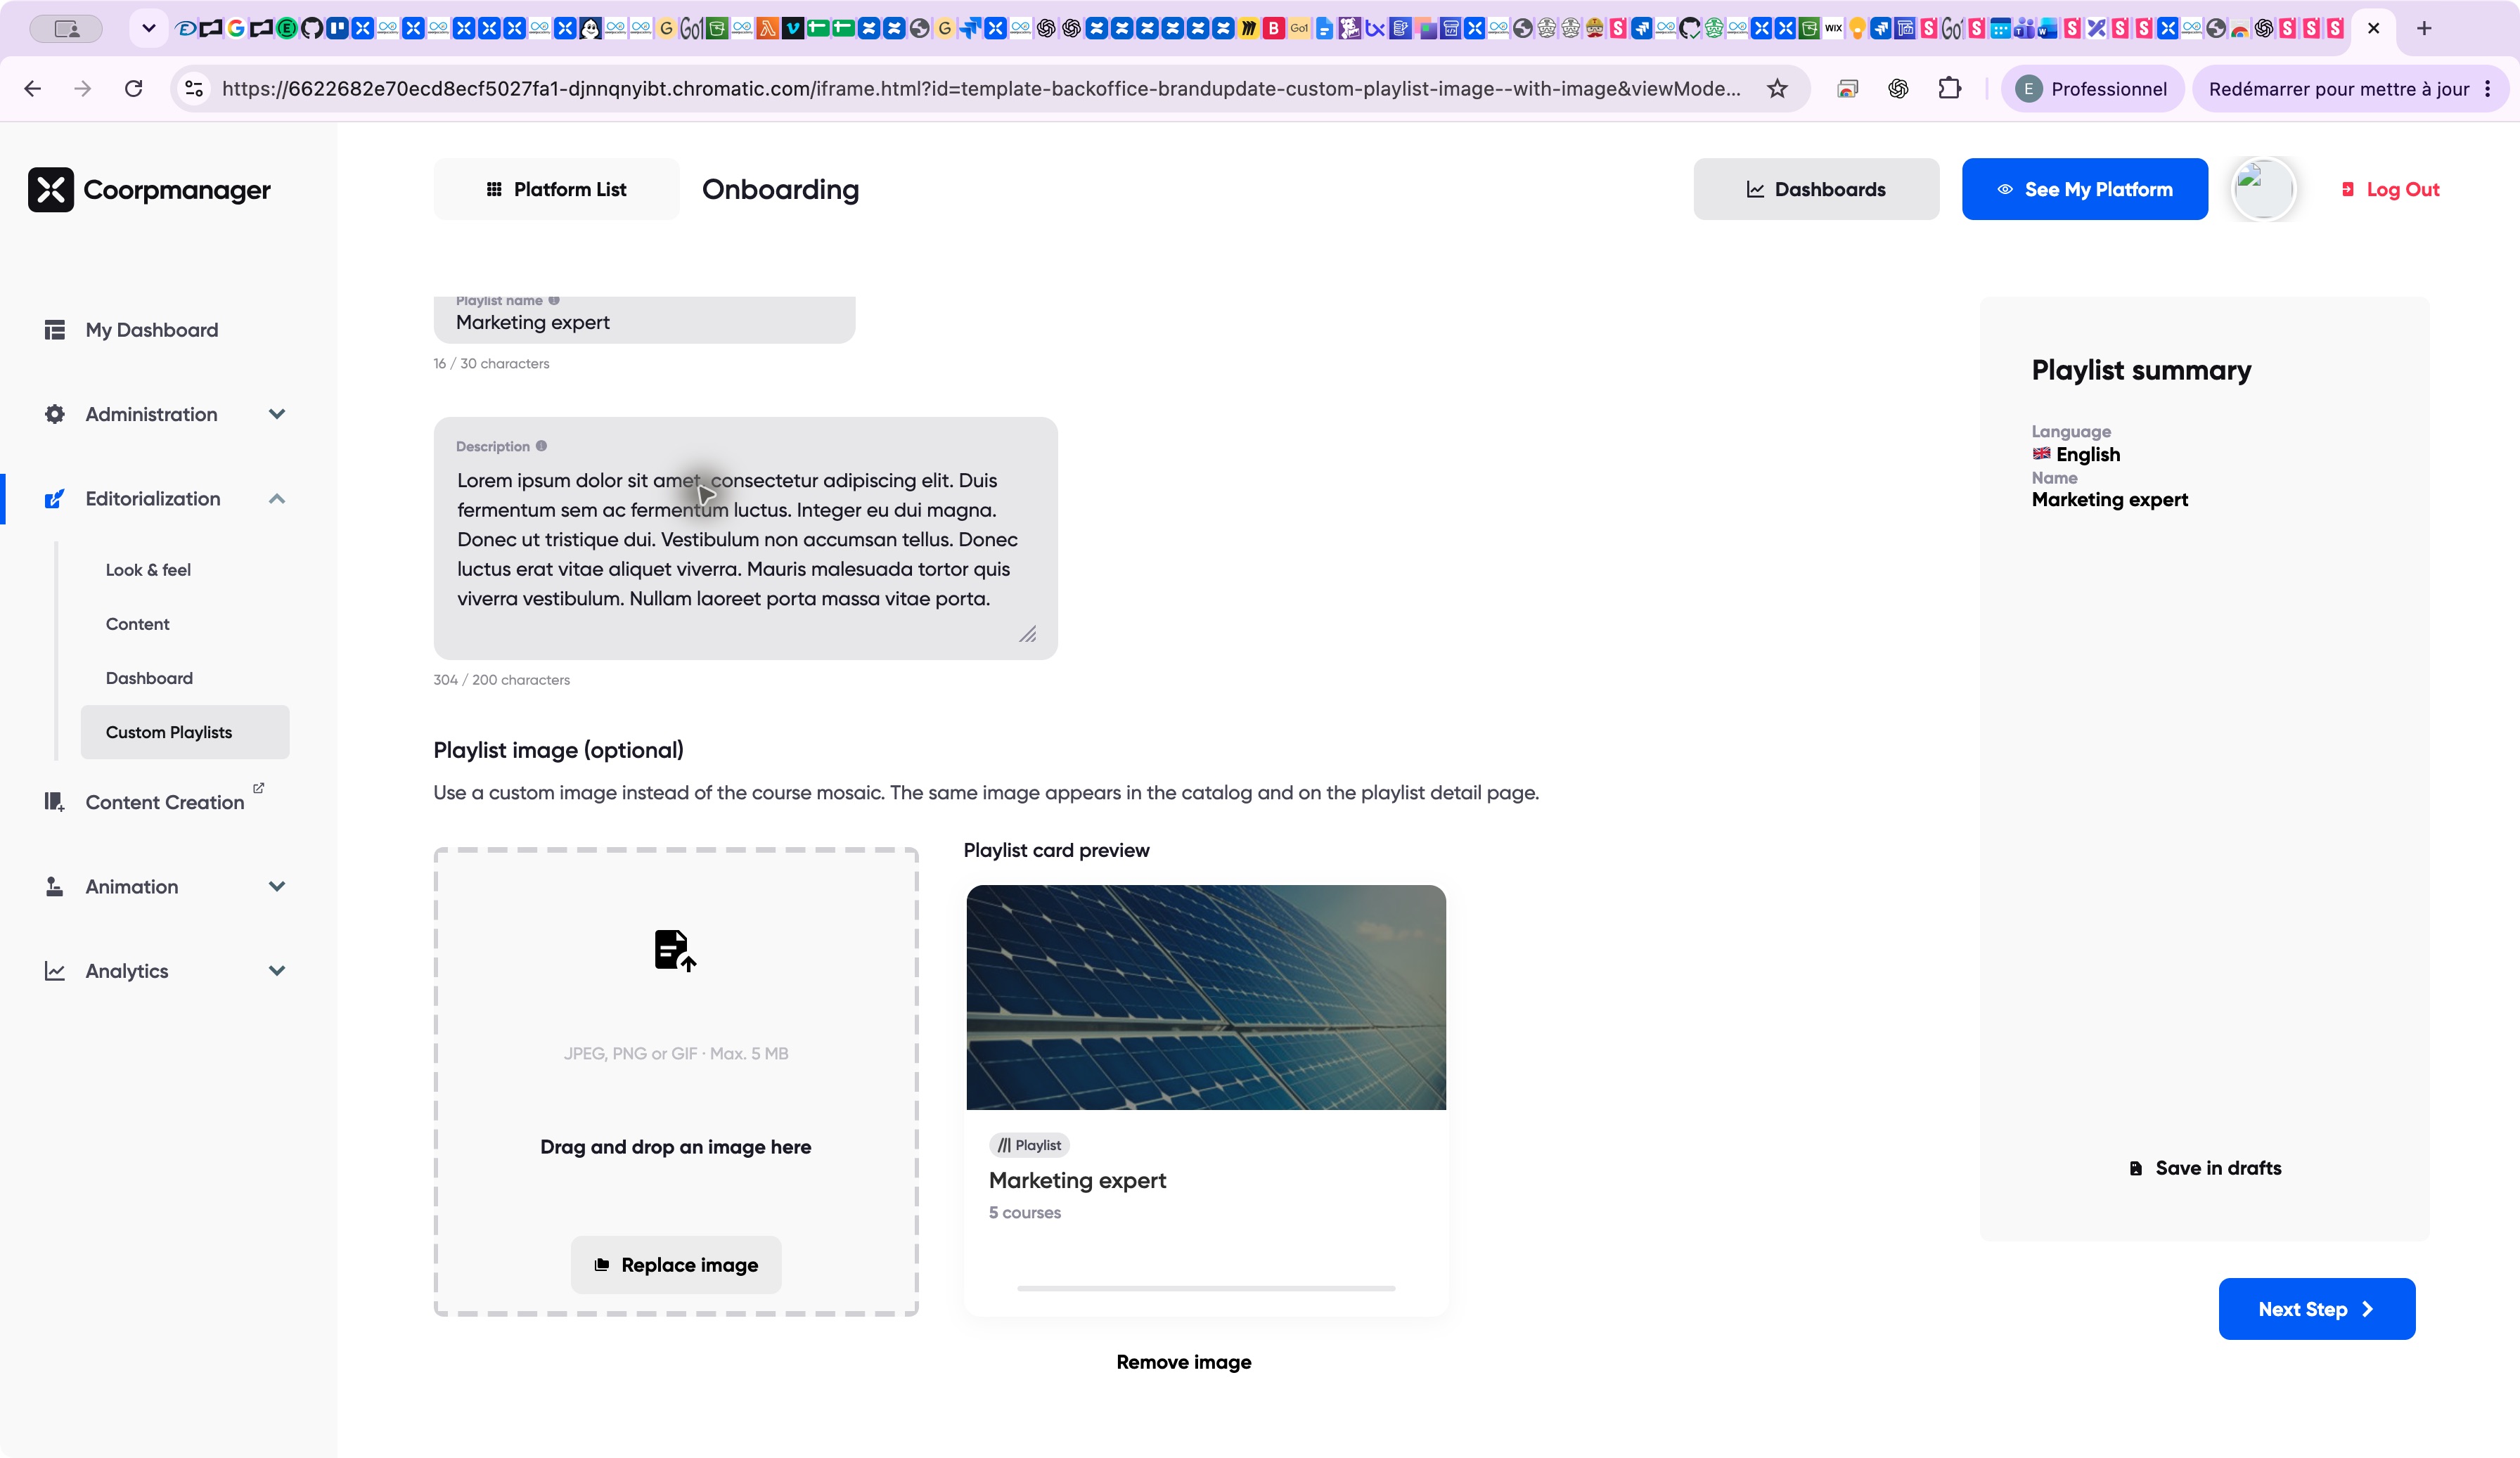 https://6622682e70ecd8ecf5027fa1-djnnqnyibt.chromatic.com/iframe.html?id=template-backoffice-brandupdate-custom-playlist-image--with-image&viewMode...
E Professionnel
Redémarrer pour mettre à jour
Coorpmanager
Platform List
Onboarding
Dashboards
See My Platform
Log Out
My Dashboard
Administration
Editorialization
Look & feel
Content
Dashboard
Custom Playlists
Content Creation
Animation
Analytics
Playlist name
Marketing expert
16 / 30 characters
Description
Lorem ipsum dolor sit amet, consectetur adipiscing elit. Duis
fermentum sem ac fermentum luctus. Integer eu dui magna.
Donec ut tristique dui. Vestibulum non accumsan tellus. Donec
luctus erat vitae aliquet viverra. Mauris malesuada tortor quis
viverra vestibulum. Nullam laoreet porta massa vitae porta.
304 / 200 characters
Playlist image (optional)
Use a custom image instead of the course mosaic. The same image appears in the catalog and on the playlist detail page.
JPEG, PNG or GIF · Max. 5 MB
Drag and drop an image here
Replace image
Playlist card preview
Playlist
Marketing expert
5 courses
Remove image
Playlist summary
Language
English
Name
Marketing expert
Save in drafts
Next Step